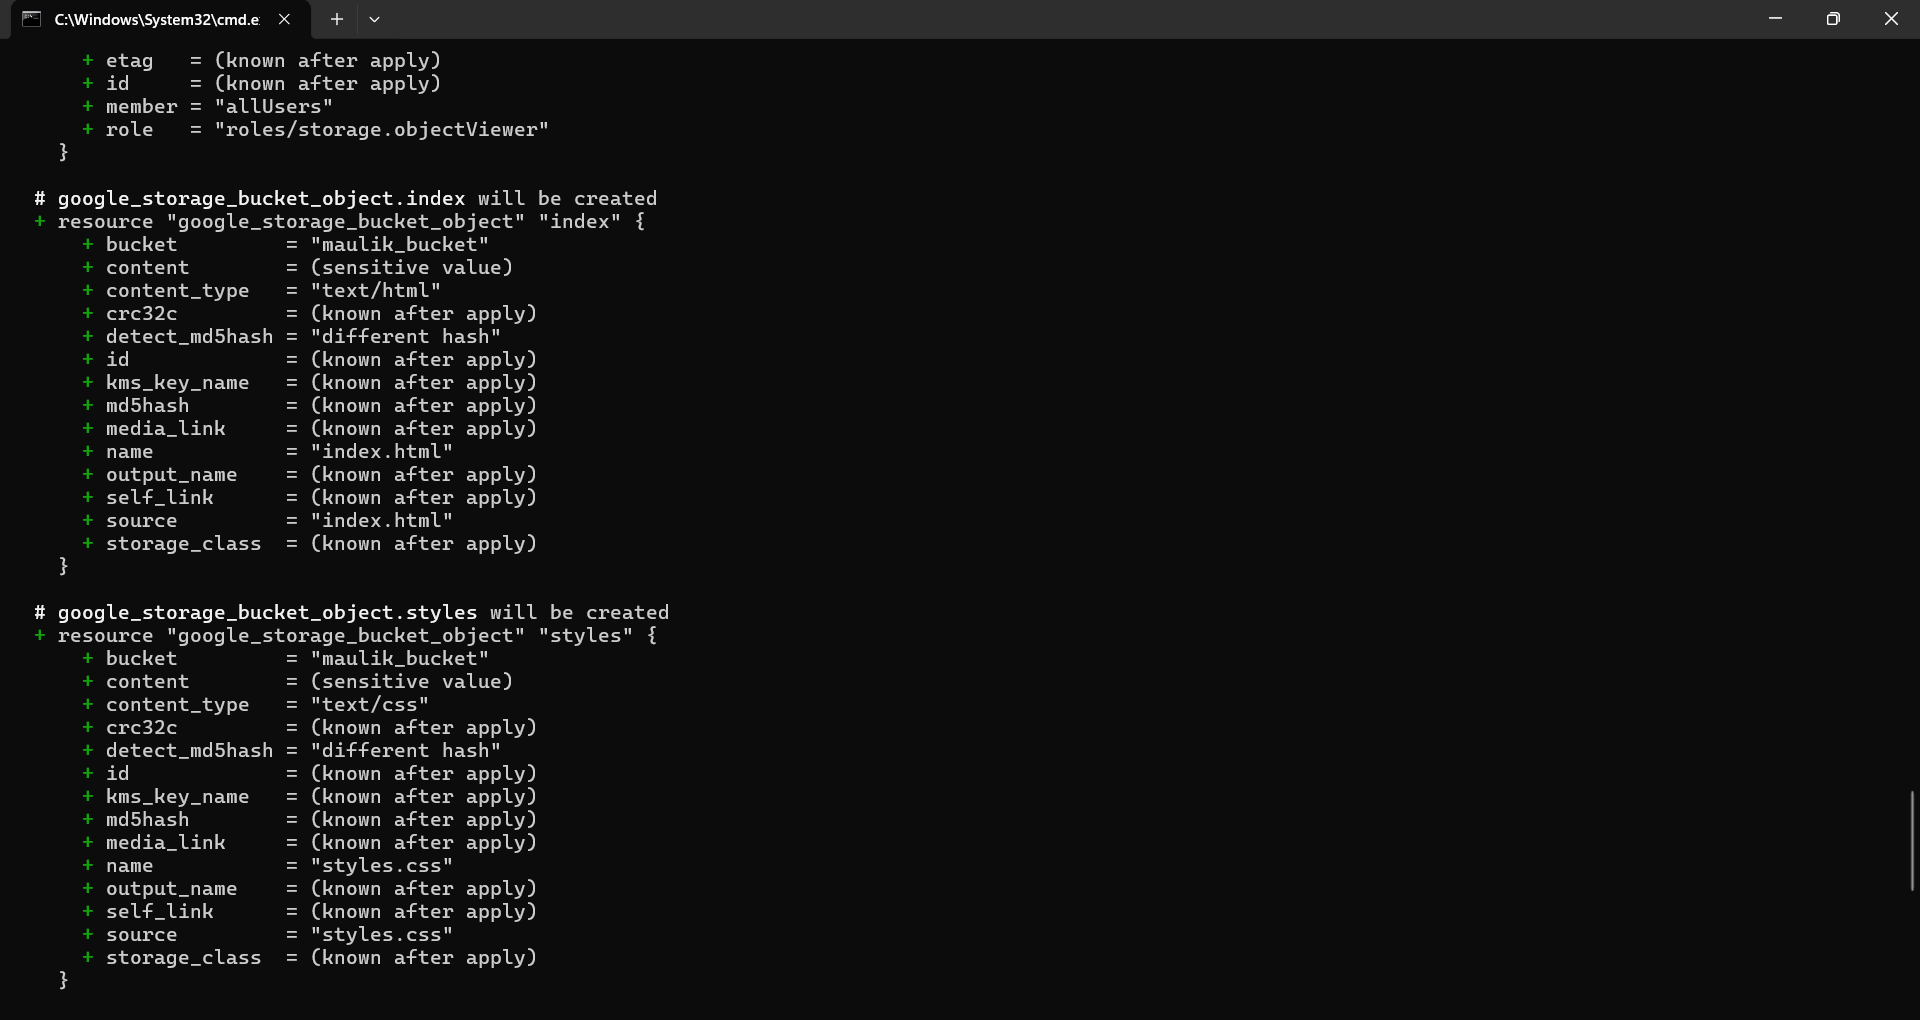 C:\Windows\System32\cmd.e
+ etag   = (known after apply)
+ id     = (known after apply)
+ member = "allUsers"
+ role   = "roles/storage.objectViewer"
}
# google_storage_bucket_object.index will be created
+ resource "google_storage_bucket_object" "index" {
+ bucket         = "maulik_bucket"
+ content        = (sensitive value)
+ content_type   = "text/html"
+ crc32c         = (known after apply)
+ detect_md5hash = "different hash"
+ id             = (known after apply)
+ kms_key_name   = (known after apply)
+ md5hash        = (known after apply)
+ media_link     = (known after apply)
+ name           = "index.html"
+ output_name    = (known after apply)
+ self_link      = (known after apply)
+ source         = "index.html"
+ storage_class  = (known after apply)
}
# google_storage_bucket_object.styles will be created
+ resource "google_storage_bucket_object" "styles" {
+ bucket         = "maulik_bucket"
+ content        = (sensitive value)
+ content_type   = "text/css"
+ crc32c         = (known after apply)
+ detect_md5hash = "different hash"
+ id             = (known after apply)
+ kms_key_name   = (known after apply)
+ md5hash        = (known after apply)
+ media_link     = (known after apply)
+ name           = "styles.css"
+ output_name    = (known after apply)
+ self_link      = (known after apply)
+ source         = "styles.css"
+ storage_class  = (known after apply)
}